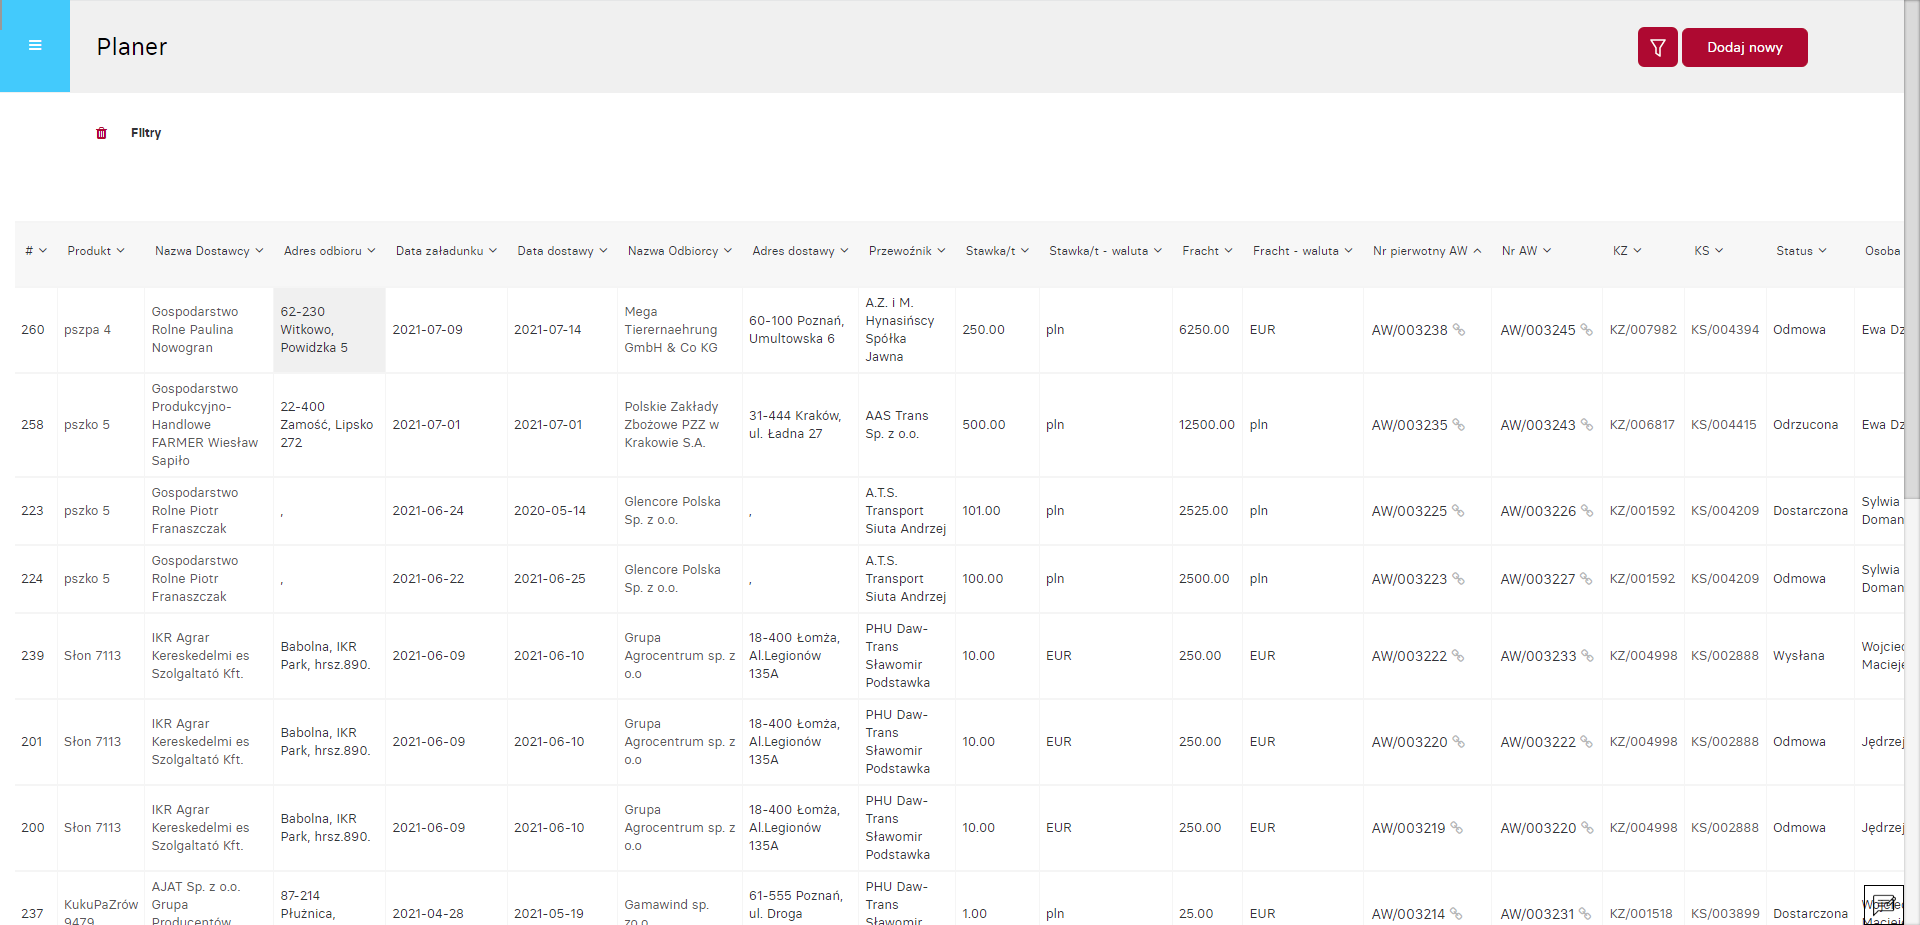 Planer
Dodaj nowy
Filtry
# Produkt Nazwa Dostawcy Adres odbioru Data załadunku Data dostawy Nazwa Odbiorcy Adres dostawy Przewoźnik Stawka/t Stawka/t - waluta Fracht Fracht - waluta Nr pierwotny AW Nr AW KZ KS Status Osoba
260 pszpa 4 Gospodarstwo Rolne Paulina Nowogran 62-230 Witkowo, Powidzka 5 2021-07-09 2021-07-14 Mega Tierernaehrung GmbH & Co KG 60-100 Poznań, Umultowska 6 A.Z. i M. Hynasińscy Spółka Jawna 250.00 pln 6250.00 EUR AW/003238 AW/003245 KZ/007982 KS/004394 Odmowa Ewa Dz
258 pszko 5 Gospodarstwo Produkcyjno-Handlowe FARMER Wiesław Sapiło 22-400 Zamość, Lipsko 272 2021-07-01 2021-07-01 Polskie Zakłady Zbożowe PZZ w Krakowie S.A. 31-444 Kraków, ul. Ładna 27 AAS Trans Sp. z o.o. 500.00 pln 12500.00 pln AW/003235 AW/003243 KZ/006817 KS/004415 Odrzucona Ewa Dz
223 pszko 5 Gospodarstwo Rolne Piotr Franaszczak , 2021-06-24 2020-05-14 Glencore Polska Sp. z o.o. , A.T.S. Transport Siuta Andrzej 101.00 pln 2525.00 pln AW/003225 AW/003226 KZ/001592 KS/004209 Dostarczona Sylwia Doman
224 pszko 5 Gospodarstwo Rolne Piotr Franaszczak , 2021-06-22 2021-06-25 Glencore Polska Sp. z o.o. , A.T.S. Transport Siuta Andrzej 100.00 pln 2500.00 pln AW/003223 AW/003227 KZ/001592 KS/004209 Odmowa Sylwia Doman
239 Słon 7113 IKR Agrar Kereskedelmi es Szolgaltató Kft. Babolna, IKR Park, hrsz.890. 2021-06-09 2021-06-10 Grupa Agrocentrum sp. z o.o 18-400 Łomża, Al.Legionów 135A PHU Daw-Trans Sławomir Podstawka 10.00 EUR 250.00 EUR AW/003222 AW/003233 KZ/004998 KS/002888 Wysłana Wojciec Macieje
201 Słon 7113 IKR Agrar Kereskedelmi es Szolgaltató Kft. Babolna, IKR Park, hrsz.890. 2021-06-09 2021-06-10 Grupa Agrocentrum sp. z o.o 18-400 Łomża, Al.Legionów 135A PHU Daw-Trans Sławomir Podstawka 10.00 EUR 250.00 EUR AW/003220 AW/003222 KZ/004998 KS/002888 Odmowa Jędrzej
200 Słon 7113 IKR Agrar Kereskedelmi es Szolgaltató Kft. Babolna, IKR Park, hrsz.890. 2021-06-09 2021-06-10 Grupa Agrocentrum sp. z o.o 18-400 Łomża, Al.Legionów 135A PHU Daw-Trans Sławomir Podstawka 10.00 EUR 250.00 EUR AW/003219 AW/003220 KZ/004998 KS/002888 Odmowa Jędrzej
237 KukuPaZrów 9479 AJAT Sp. z o.o. Grupa Producentów 87-214 Płużnica, 2021-04-28 2021-05-19 Gamawind sp. zo.o 61-555 Poznań, ul. Droga PHU Daw-Trans Sławomir 1.00 pln 25.00 EUR AW/003214 AW/003231 KZ/001518 KS/003899 Dostarczona